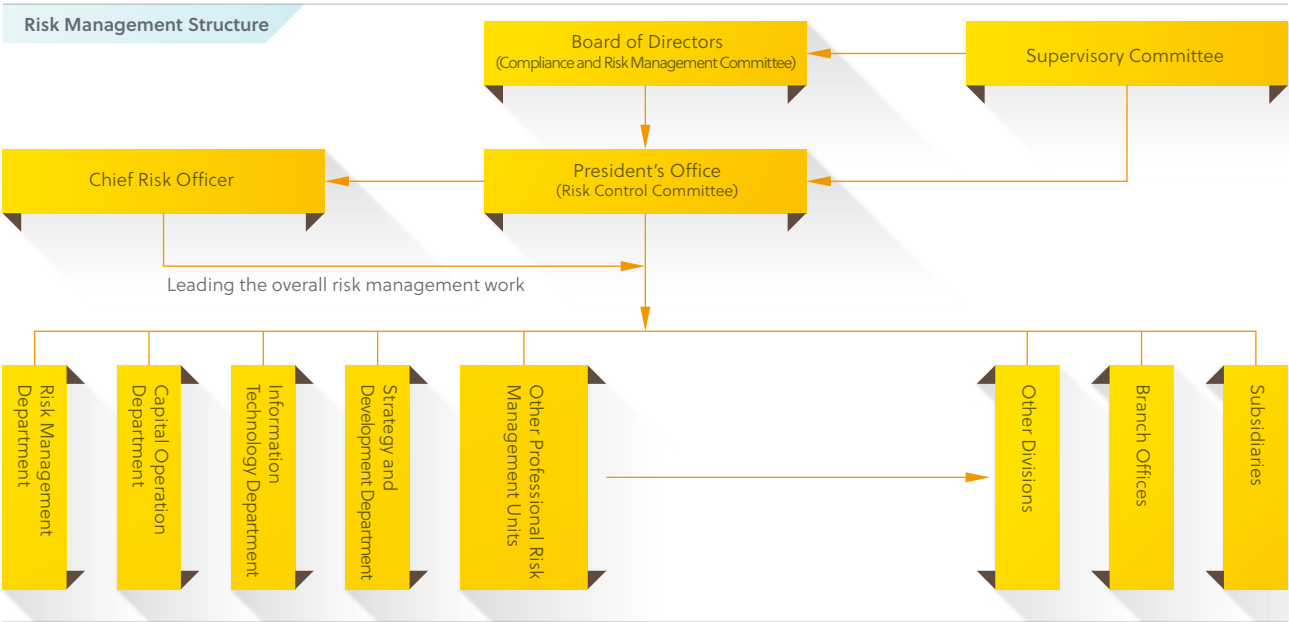 Risk Management Structure
Board of Directors
(Compliance and Risk Management Committee)
Supervisory Committee
Chief Risk Officer
President's Office
(Risk Control Committee)
Leading the overall risk management work
Risk Management
Department
Capital Operation
Department
Information
Technology Department
Strategy and
Development Department
Other Professional Risk
Management Units
Other Divisions
Branch Offices
Subsidiaries